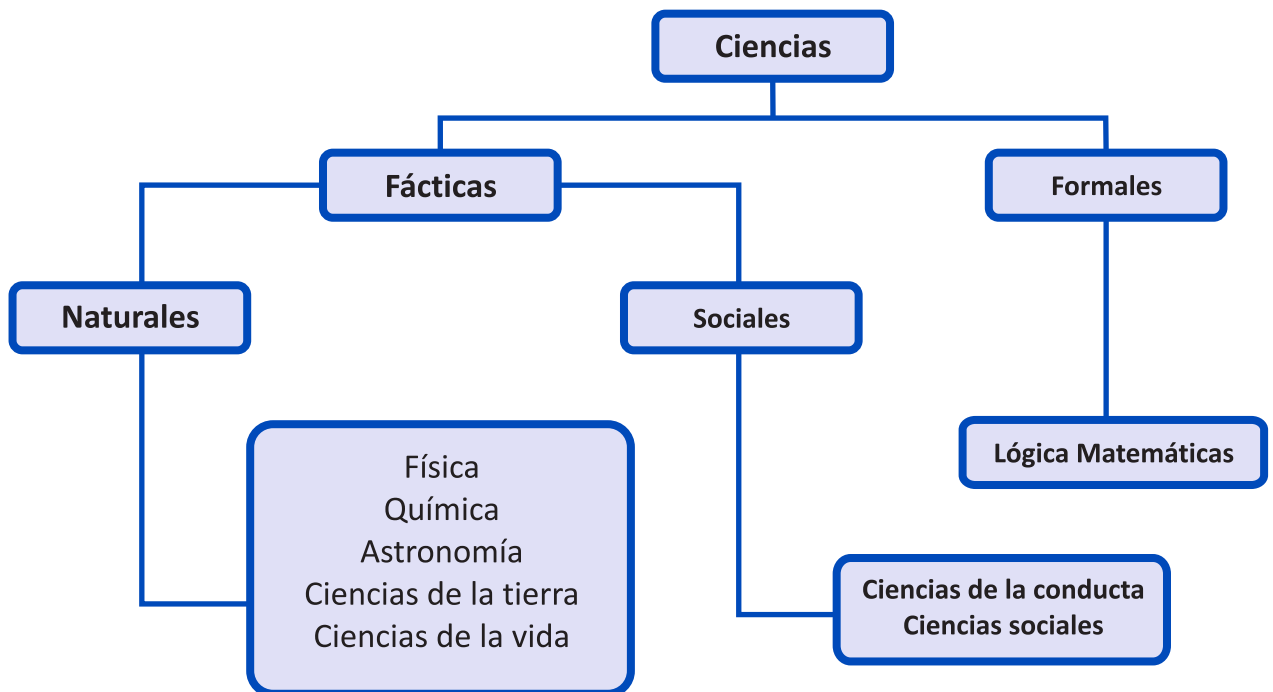 Ciencias
Fácticas
Formales
Naturales
Sociales
Física
Química
Astronomía
Ciencias de la tierra
Ciencias de la vida
Lógica Matemáticas
Ciencias de la conducta
Ciencias sociales